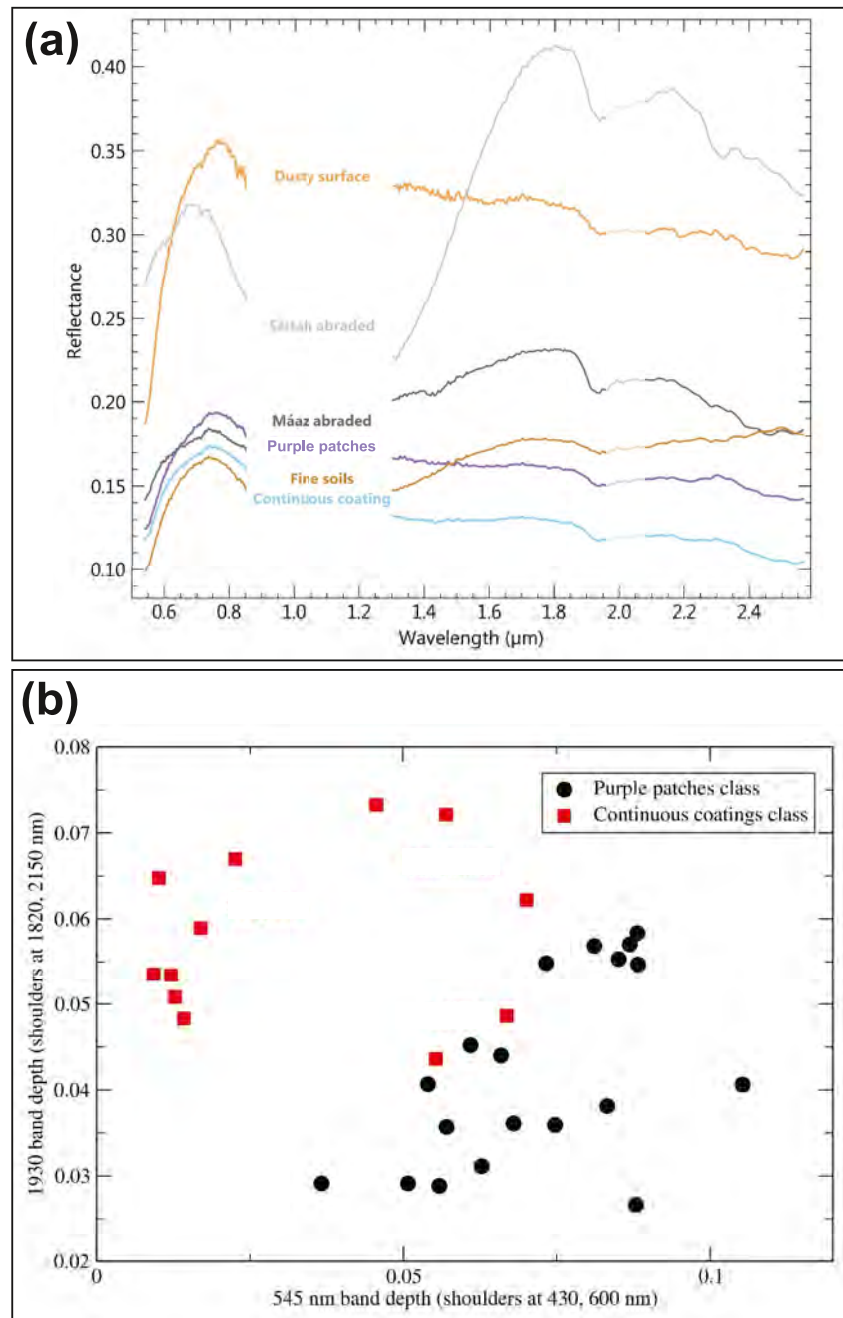 (a)
0.40
0.35
0.30
0.25
0.20
0.15
0.10
Reflectance
Dusty surface
Séítah abraded
Máaz abraded
Purple patches
Fine soils
Continuous coating
0.6 0.8 1.0 1.2 1.4 1.6 1.8 2.0 2.2 2.4
Wavelength (µm)
(b)
0.08
0.07
0.06
0.05
0.04
0.03
0.02
1930 band depth (shoulders at 1820, 2150 nm)
Purple patches class
Continuous coatings class
0 0.05 0.1
545 nm band depth (shoulders at 430, 600 nm)